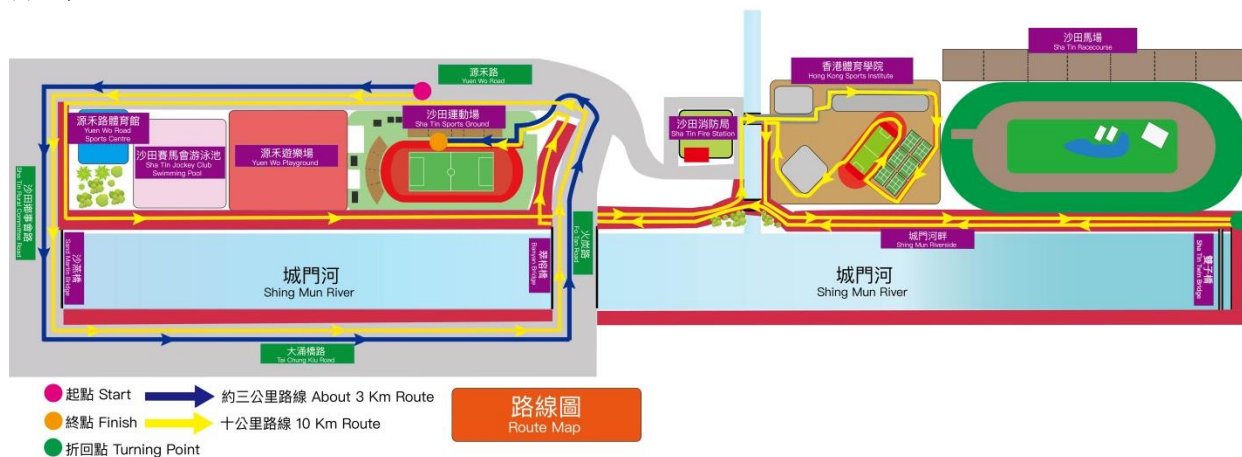 沙田馬場
Sha Tin Racecourse
源禾路
Yuen Wo Road
香港體育學院
Hong Kong Sports Institute
源禾路體育館
Yuen Wo Road
Sports Centre
沙田運動場
Sha Tin Sports Ground
沙田消防局
Sha Tin Fire Station
沙田賽馬會游泳池
Sha Tin Jockey Club
Swimming Pool
源禾遊樂場
Yuen Wo Playground
沙田鄉事會路
Sha Tin Rural Committee Road
火炭路
Fo Tan Road
城門河畔
Shing Mun Riverside
沙燕橋
Sand Martin Bridge
城門河
Shing Mun River
翠榕橋
Banyan Bridge
城門河
Shing Mun River
雙子橋
Sha Tin Twin Bridge
大涌橋路
Tai Chung Kiu Road
起點 Start
約三公里路線 About 3 Km Route
終點 Finish
十公里路線 10 Km Route
折回點 Turning Point
路線圖
Route Map